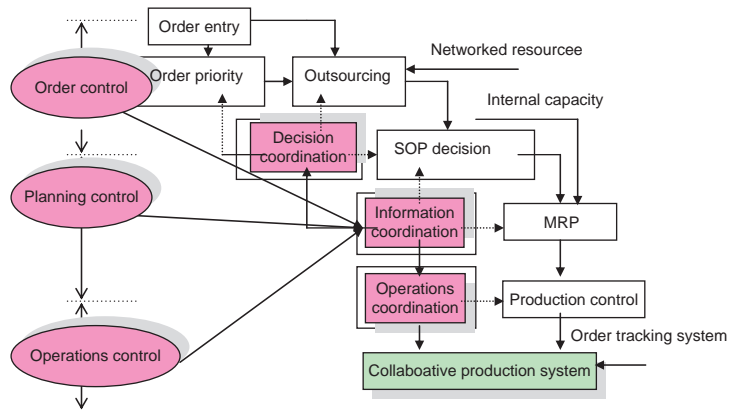 Order entry
Networked resourcee
Order priority
Outsourcing
Order control
Internal capacity
Decision
coordination
SOP decision
Planning control
Information
coordination
MRP
Operations
coordination
Production control
Order tracking system
Operations control
Collaboative production system